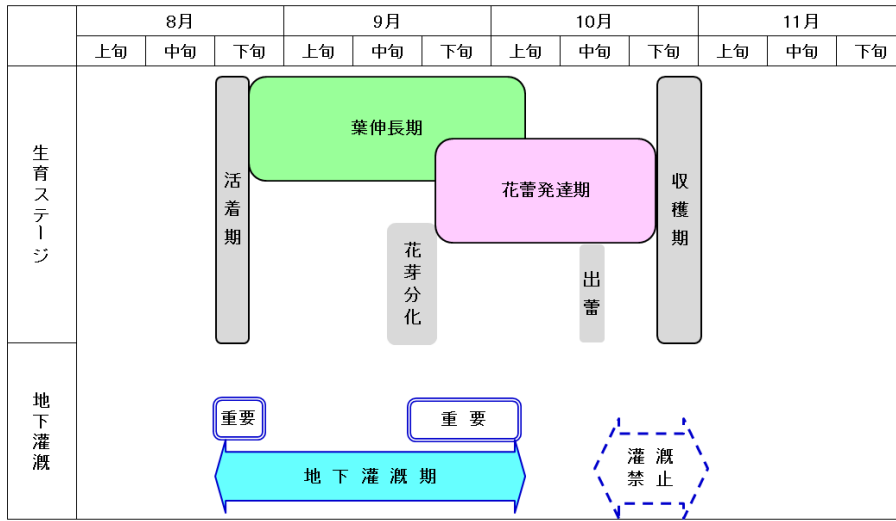 8月
9月
10月
11月
上旬
中旬
下旬
上旬
中旬
下旬
上旬
中旬
下旬
上旬
中旬
下旬
生育ステージ
活着期
葉伸長期
花芽分化
花蕾発達期
出蕾
収穫期
地下灌漑
重要
重要
地下灌漑期
灌漑
禁止